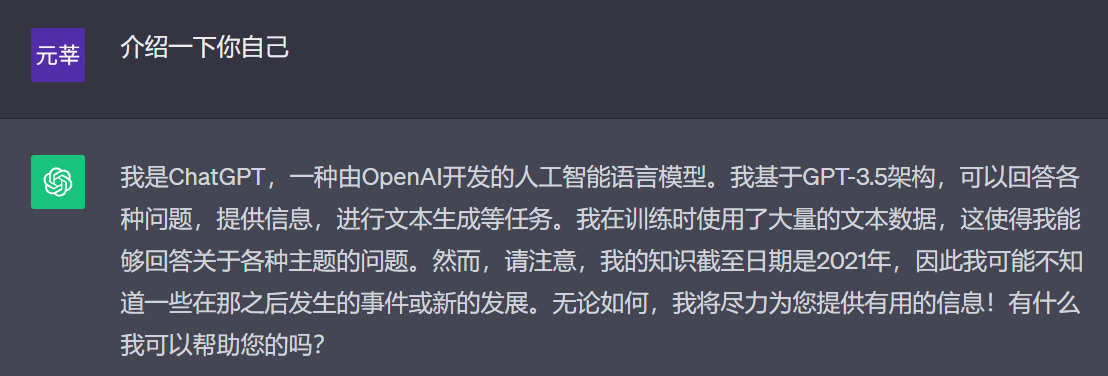 元莘
介绍一下你自己
我是ChatGPT，一种由OpenAI开发的人工智能语言模型。我基于GPT-3.5架构，可以回答各
种问题，提供信息，进行文本生成等任务。我在训练时使用了大量的文本数据，这使得我能
够回答关于各种主题的问题。然而，请注意，我的知识截至日期是2021年，因此我可能不知
道一些在那之后发生的事件或新的发展。无论如何，我将尽力为您提供有用的信息！有什么
我可以帮助您的吗？